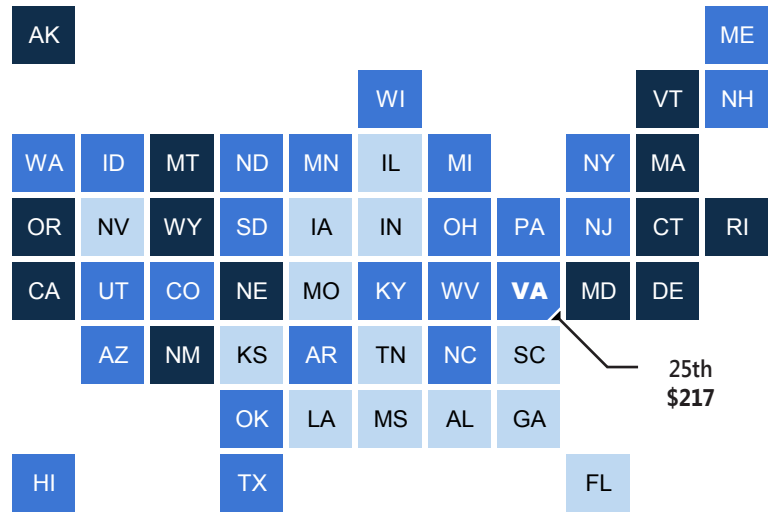 AK ME
WI VT NH
WA ID MT ND MN IL MI NY MA
OR NV WY SD IA IN OH PA NJ CT RI
CA UT CO NE MO KY WV VA MD DE
AZ NM KS AR TN NC SC
25th
$217
OK LA MS AL GA
HI TX FL